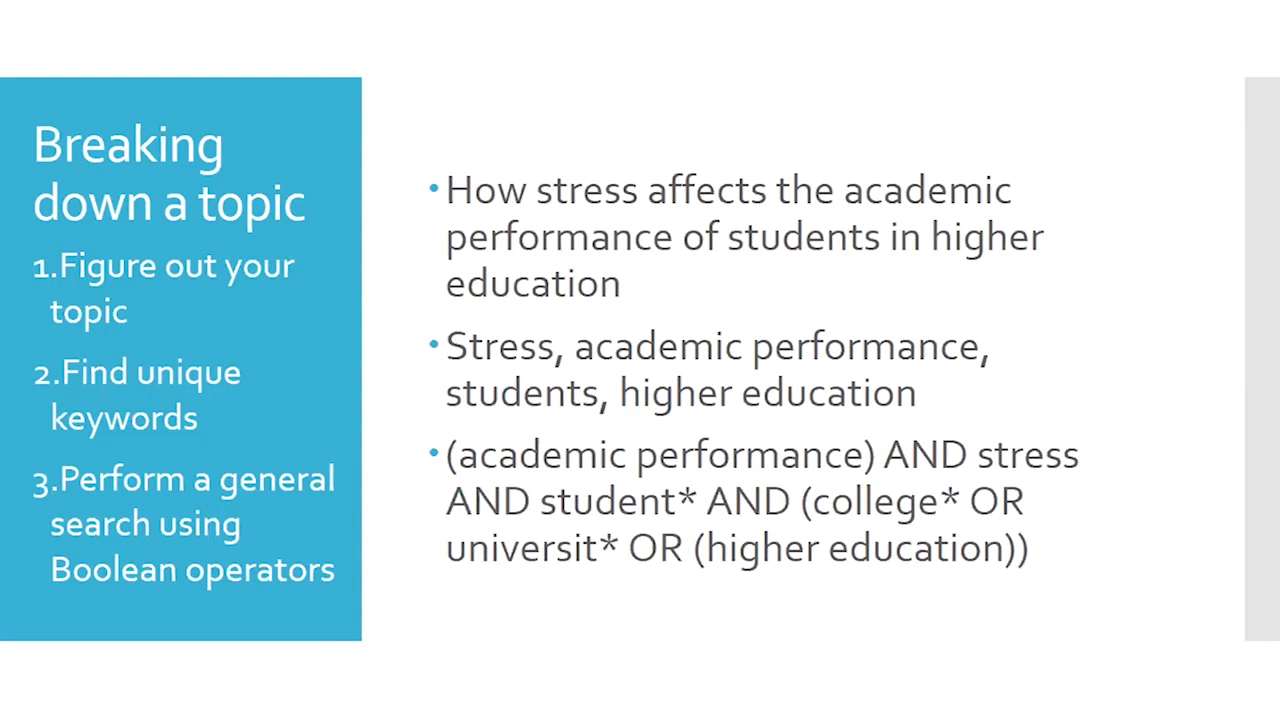 Breaking
down a topic
1.Figure out your
topic
2.Find unique
keywords
3.Perform a general
search using
Boolean operators
•How stress affects the academic
performance of students in higher
education
•Stress, academic performance,
students, higher education
•(academic performance) AND stress
AND student* AND (college* OR
universit* OR (higher education))